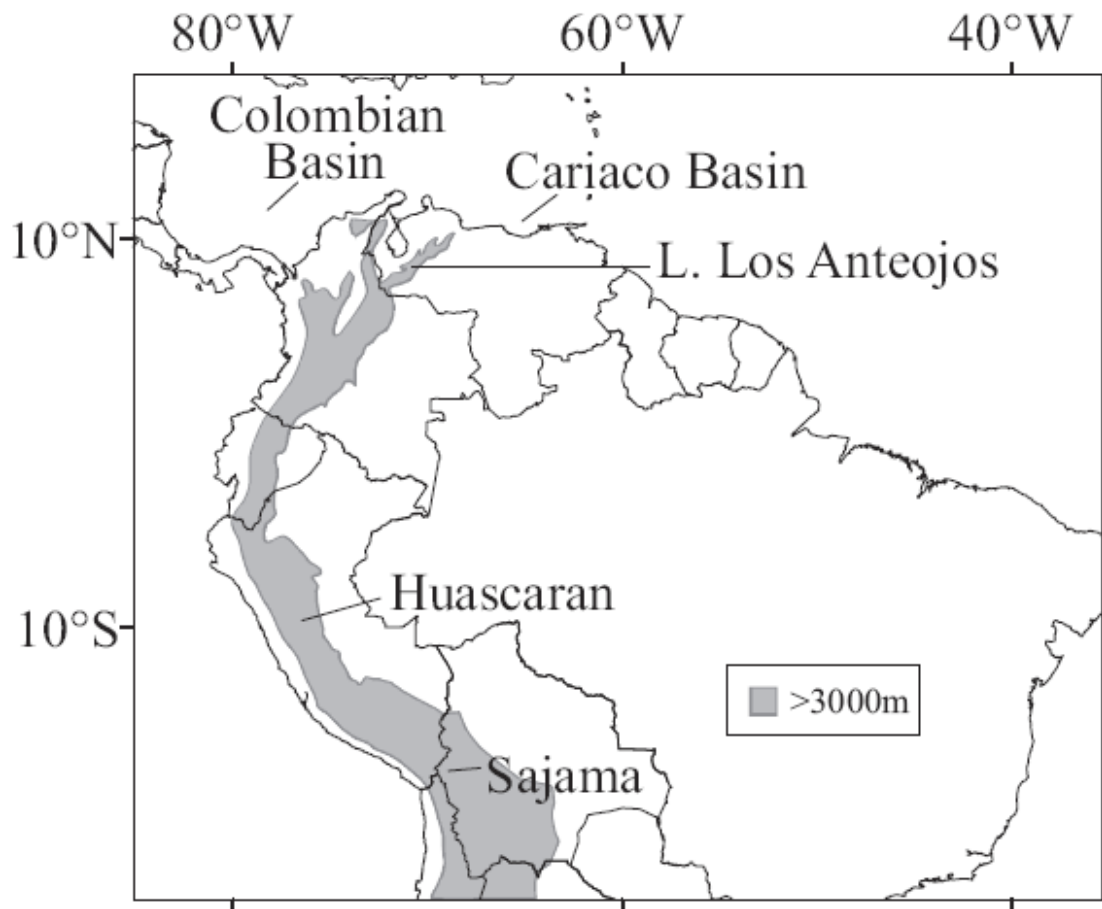 80°W 60°W 40°W
Colombian
Basin
Cariaco Basin
10°N
L. Los Anteojos
Huascaran
10°S
>3000m
Sajama